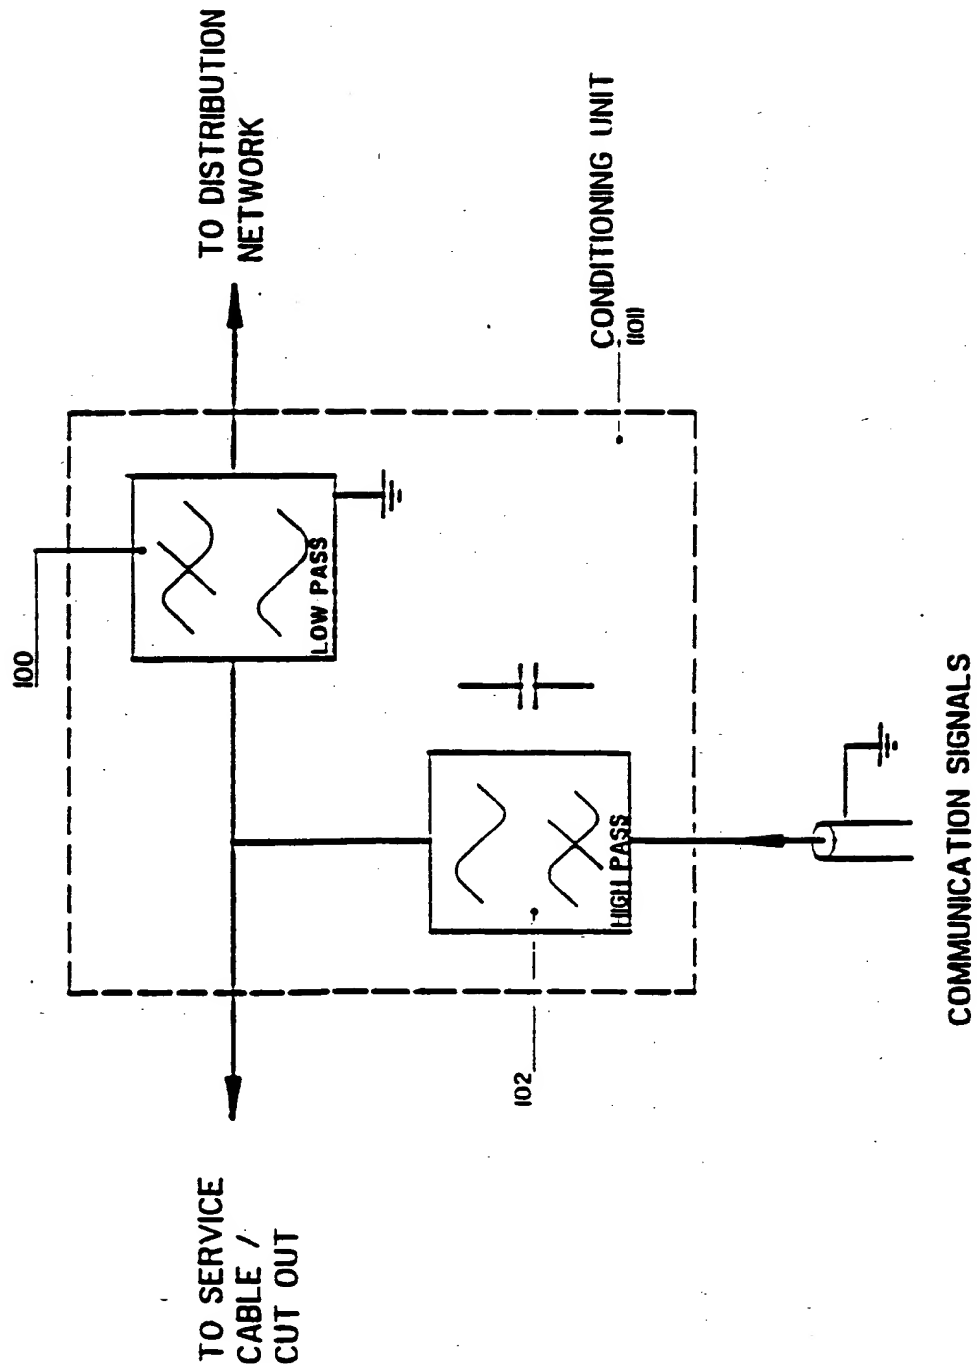 TO SERVICE
CABLE /
CUT OUT
100
LOW PASS
TO DISTRIBUTION
NETWORK
102
HIGH PASS
CONDITIONING UNIT
(101)
COMMUNICATION SIGNALS